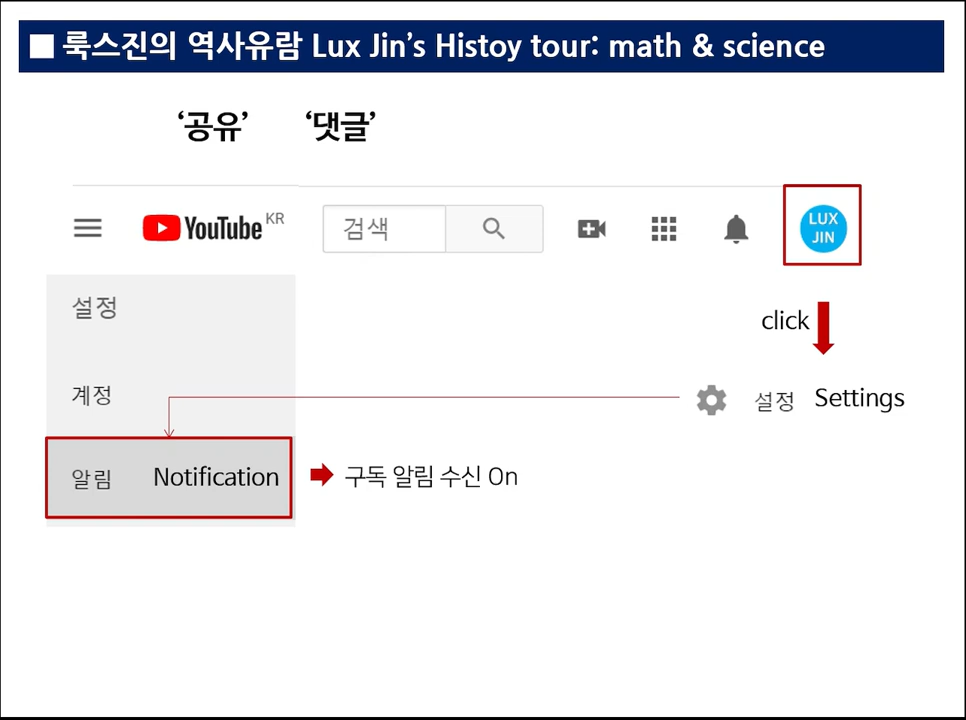 ■ 룩스진의 역사유람 Lux Jin’s Histoy tour: math & science
‘공유’ ‘댓글’
YouTube KR 검색 LUX JIN
설정
click
계정
설정 Settings
알림 Notification 구독 알림 수신 On